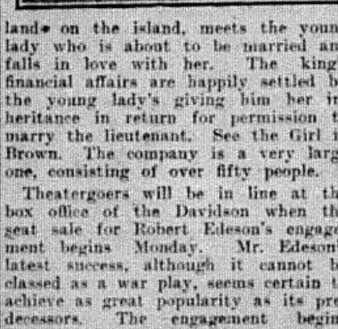 land* on the island, meets the youn
lady who is about to be married an
falls in love with her. The king'
financial affairs are happily settled b
the young lady's giving him her in
heritance in return for permission t
marry the lieutenant. See the Girl i
Brown. The company is a very larg
one, consisting of over fifty people.
Theatergoers will be in line at th
box office of the Davidson when th
seat sale for Robert Edeson's engage
ment begins Monday. Mr. Edeson'
latest success, although it cannot b
classed as a war play, seems certain t
achieve as great popularity as its pre
decessors. The engagement begin